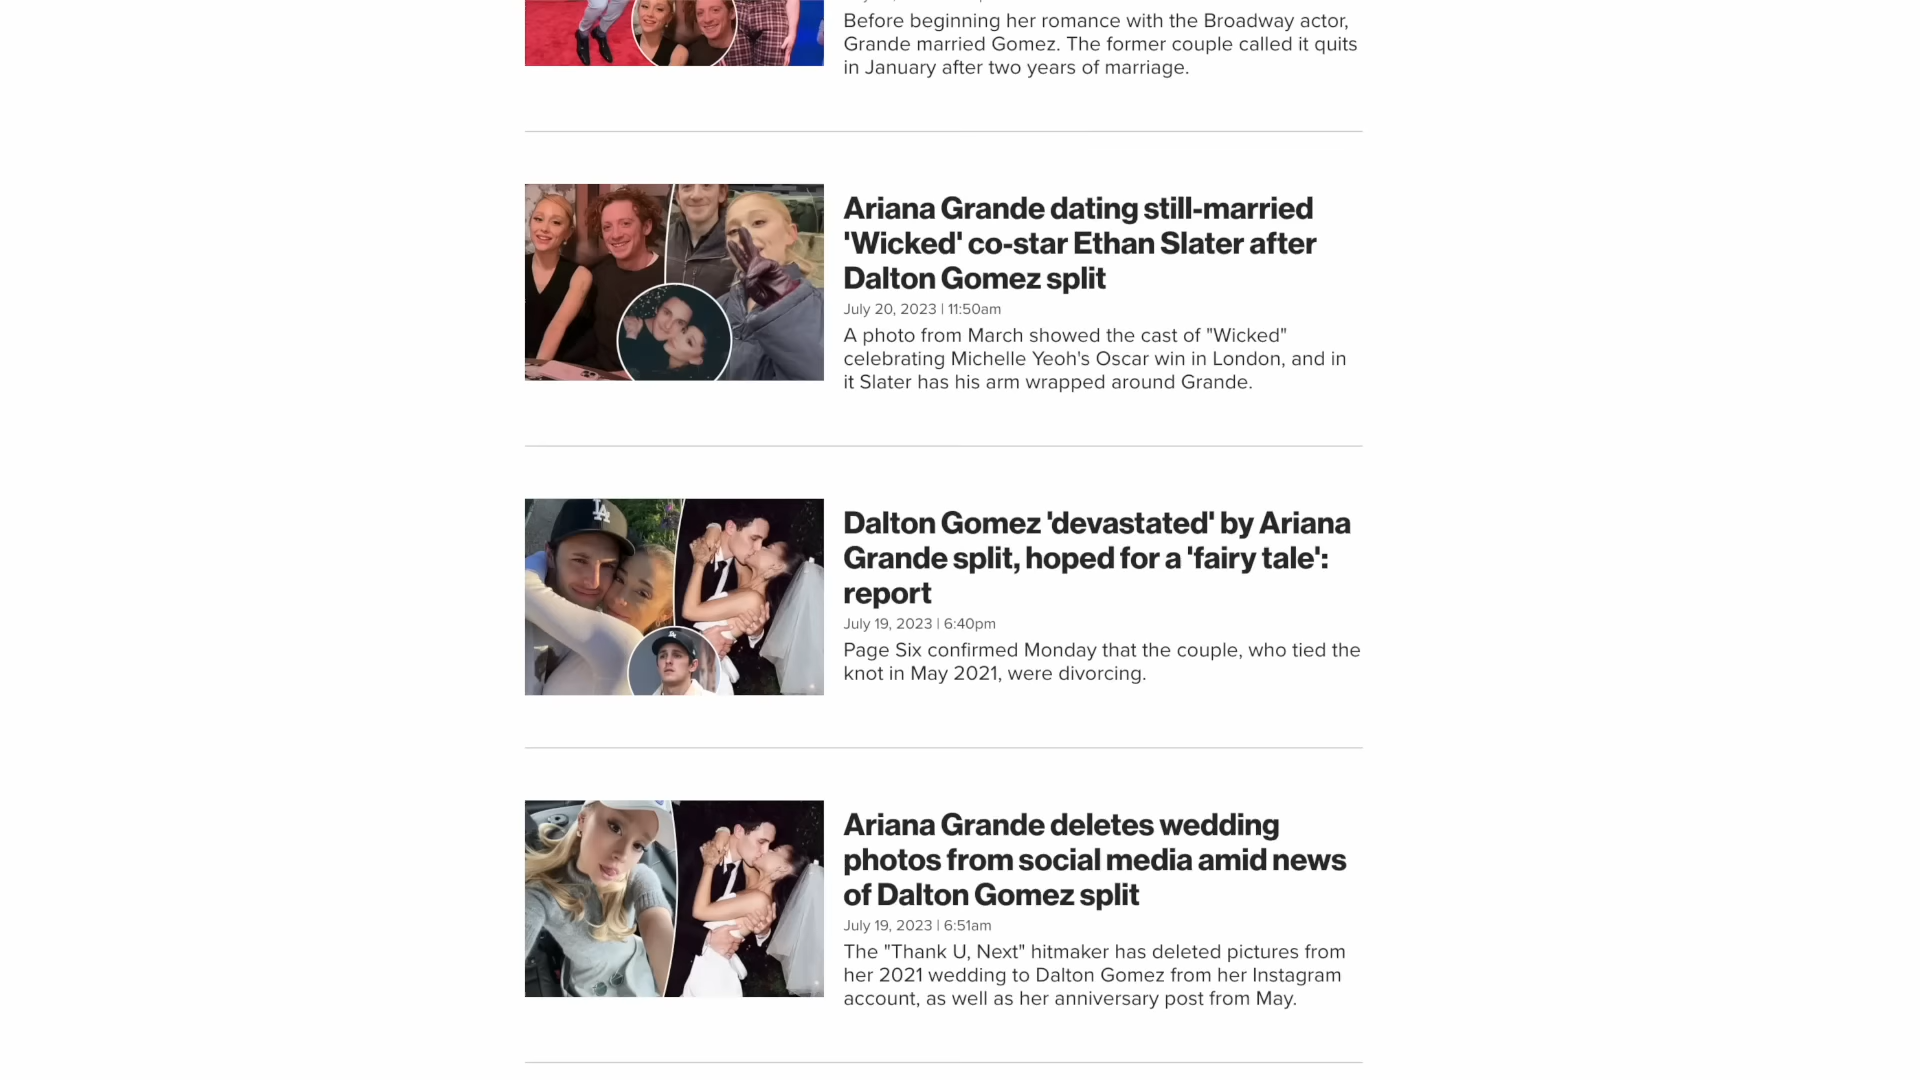 Before beginning her romance with the Broadway actor,
Grande married Gomez. The former couple called it quits
in January after two years of marriage.
Ariana Grande dating still-married
'Wicked' co-star Ethan Slater after
Dalton Gomez split
July 20, 2023 | 11:50am
A photo from March showed the cast of "Wicked"
celebrating Michelle Yeoh's Oscar win in London, and in
it Slater has his arm wrapped around Grande.
LA
Dalton Gomez 'devastated' by Ariana
Grande split, hoped for a 'fairy tale':
report
July 19, 2023 | 6:40pm
Page Six confirmed Monday that the couple, who tied the
knot in May 2021, were divorcing.
Ariana Grande deletes wedding
photos from social media amid news
of Dalton Gomez split
July 19, 2023 | 6:51am
The "Thank U, Next" hitmaker has deleted pictures from
her 2021 wedding to Dalton Gomez from her Instagram
account, as well as her anniversary post from May.